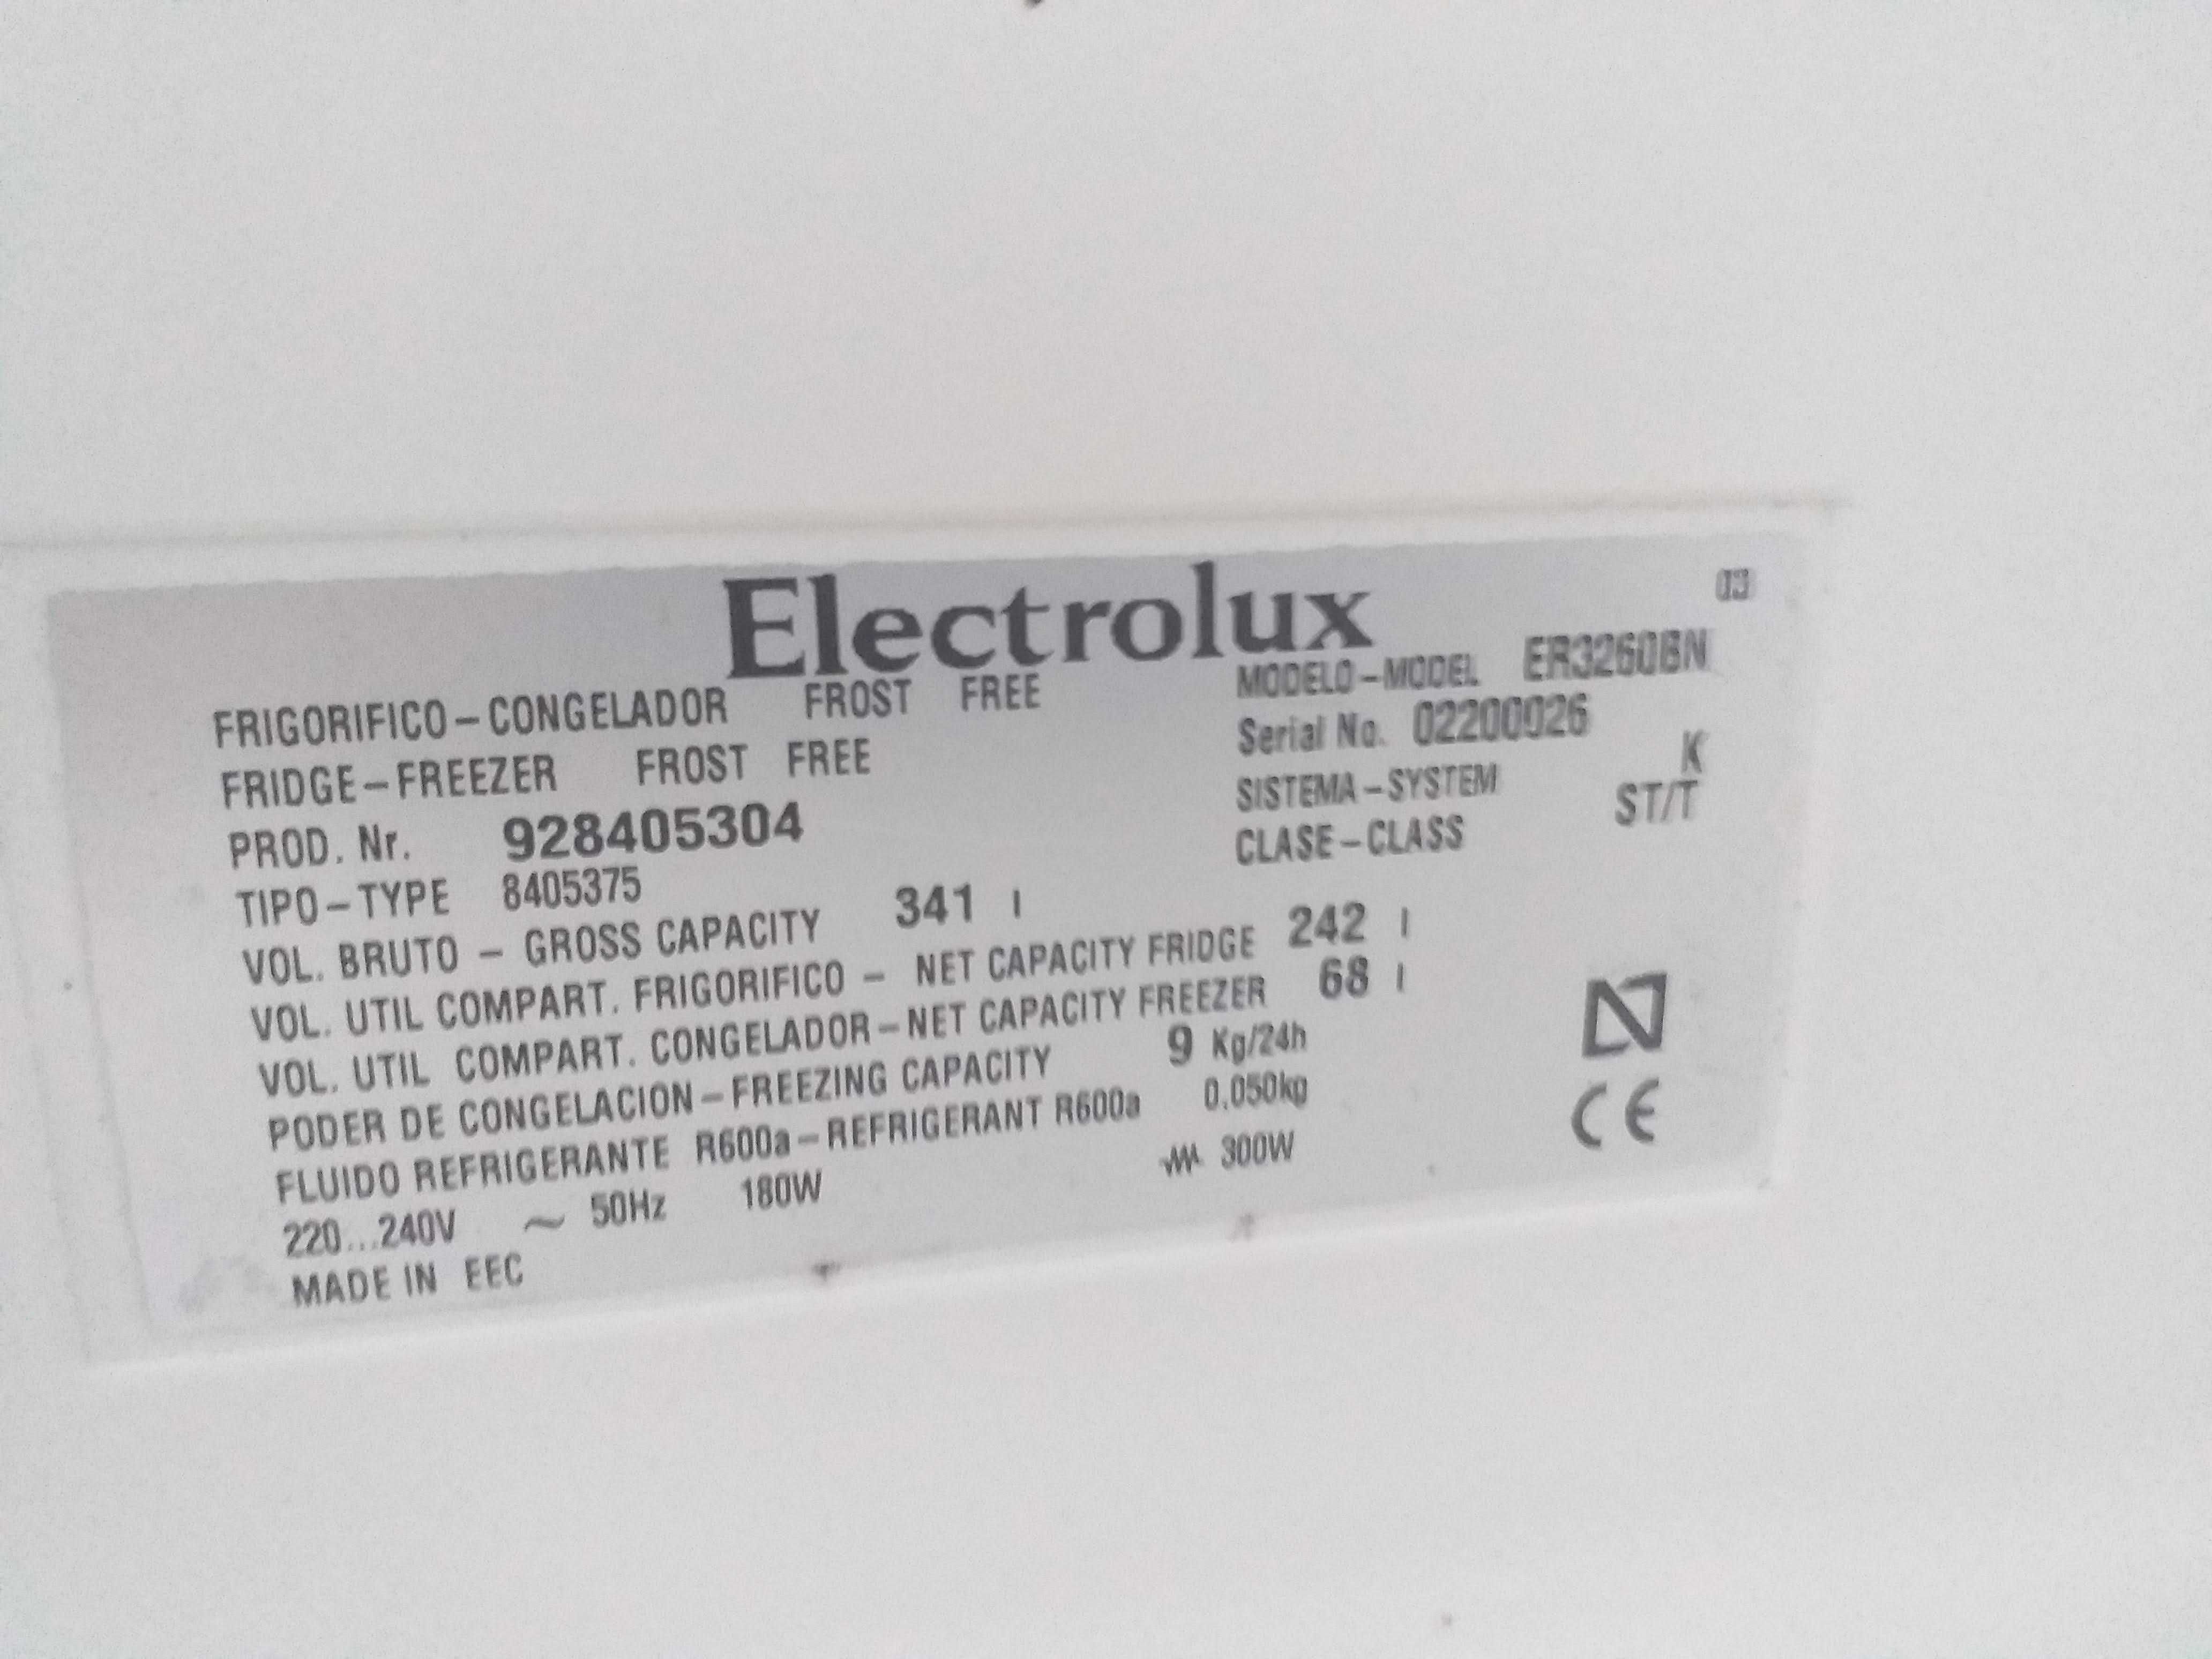 Electrolux
03
FRIGORIFICO-CONGELADOR FROST FREE
FRIDGE-FREEZER FROST FREE
PROD. Nr. 928405304
TIPO-TYPE 8405375
MODELO-MODEL ER3260BN
Serial No. 02200026
SISTEMA-SYSTEM K
CLASE-CLASS ST/T
VOL. BRUTO - GROSS CAPACITY 341 l
VOL. UTIL COMPART. FRIGORIFICO - NET CAPACITY FRIDGE 242 l
VOL. UTIL COMPART. CONGELADOR-NET CAPACITY FREEZER 68 l
PODER DE CONGELACION-FREEZING CAPACITY 9 Kg/24h
FLUIDO REFRIGERANTE R600a-REFRIGERANT R600a 0.050kg
220...240V ~ 50Hz 180W 300W
MADE IN EEC
N
CE